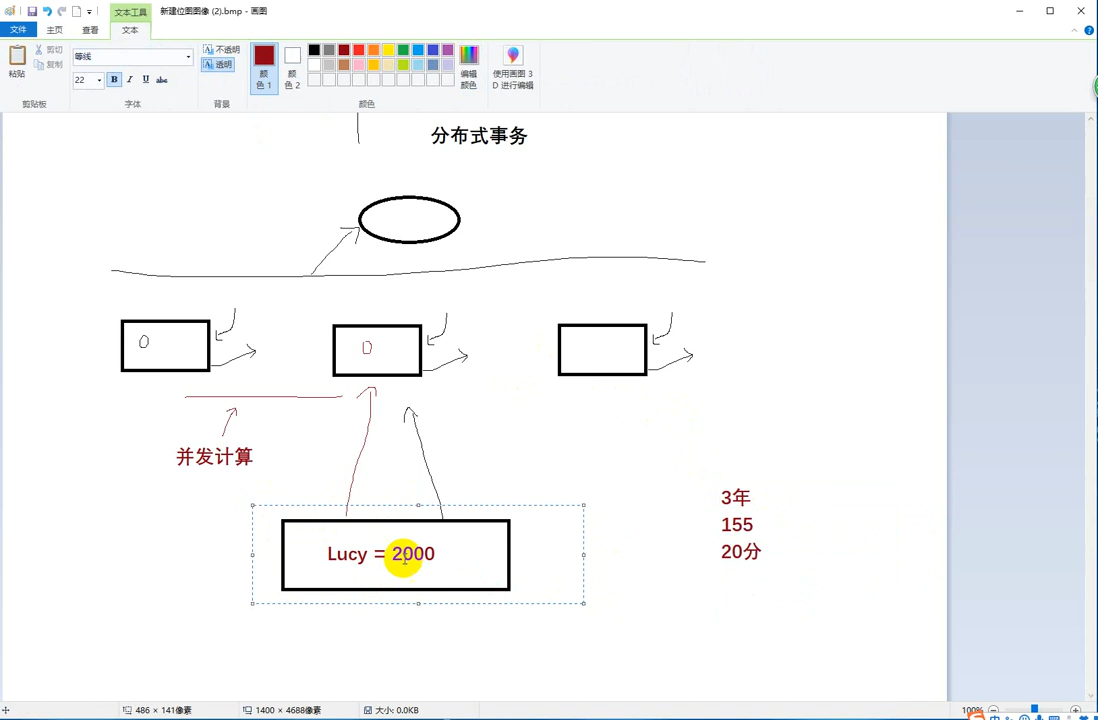 文本工具
新建位图图像 (2).bmp - 画图
文件
主页
查看
文本
粘贴
剪切
复制
剪贴板
等线
22
B
I
U
abc
字体
不透明
透明
背景
颜色 1
颜色 2
颜色
编辑颜色
使用画图 3D 进行编辑
分布式事务
0
0
并发计算
Lucy = 2000
3年
155
20分
486 × 141像素
1400 × 4688像素
大小: 0.0KB
100%